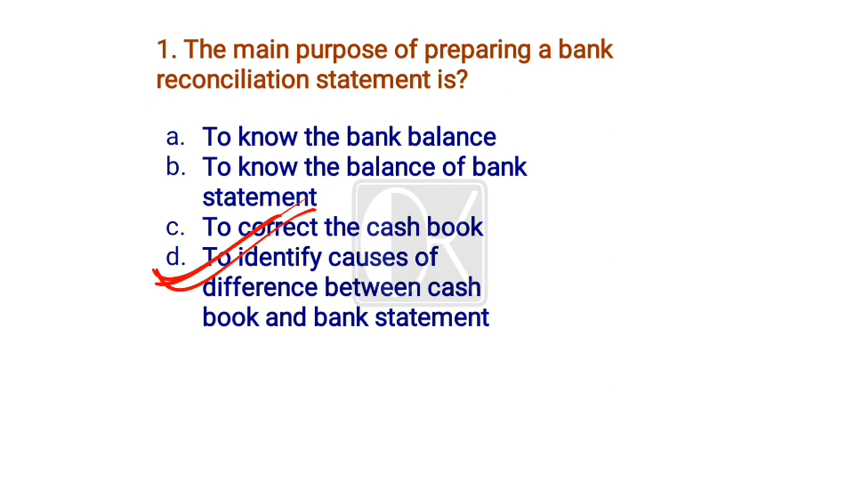 1. The main purpose of preparing a bank
reconciliation statement is?
a. To know the bank balance
b. To know the balance of bank
statement
c. To correct the cash book
d. To identify causes of
difference between cash
book and bank statement